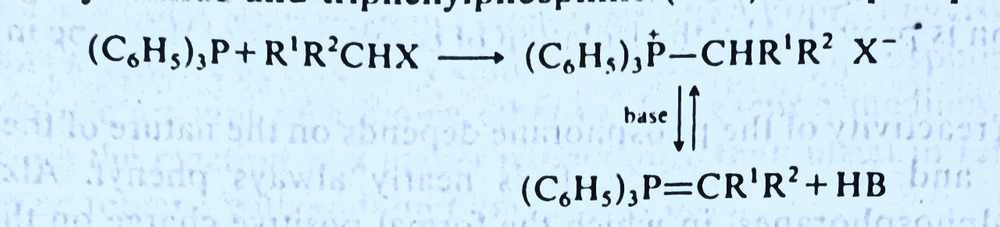 (C₆H₅)₃P + R¹R²CHX ⟶ (C₆H₅)₃P⁺—CHR¹R² X⁻
base
(C₆H₅)₃P=CR¹R² + HB